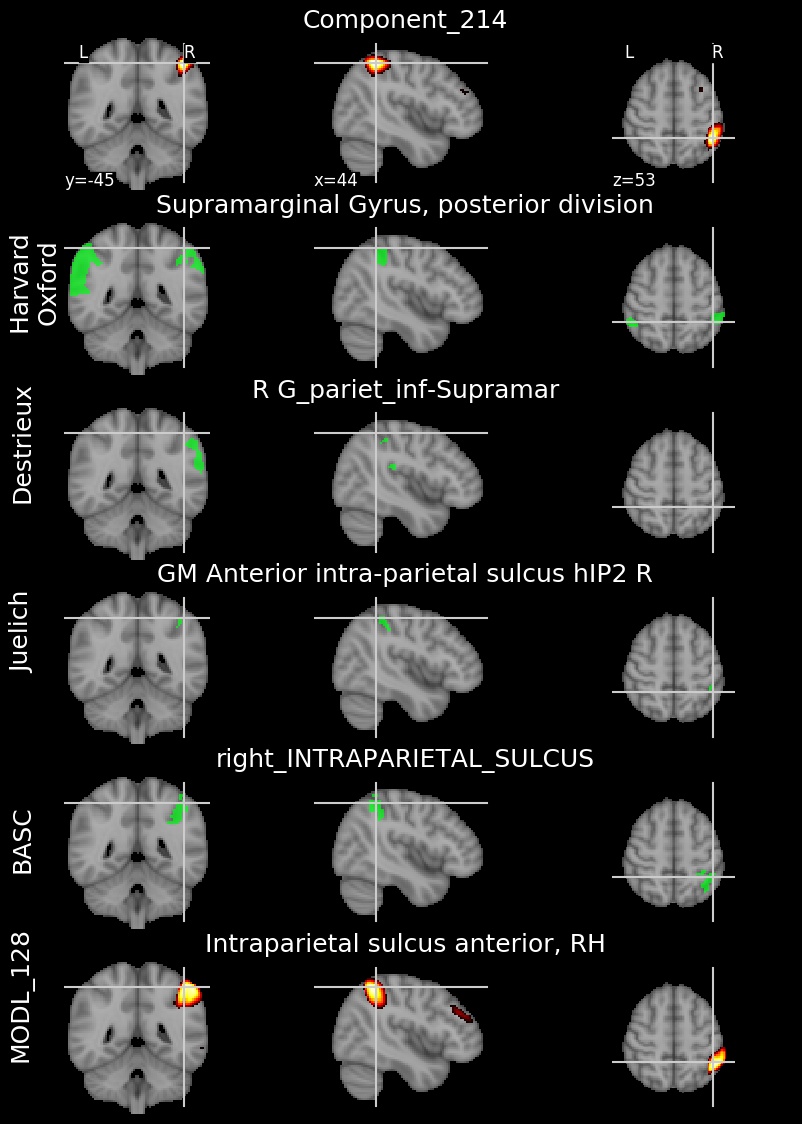 Component_214
L R L R
y=-45 x=44 z=53
Supramarginal Gyrus, posterior division
Harvard
Oxford
R G_pariet_inf-Supramar
Destrieux
GM Anterior intra-parietal sulcus hIP2 R
Juelich
right_INTRAPARIETAL_SULCUS
BASC
Intraparietal sulcus anterior, RH
MODL_128